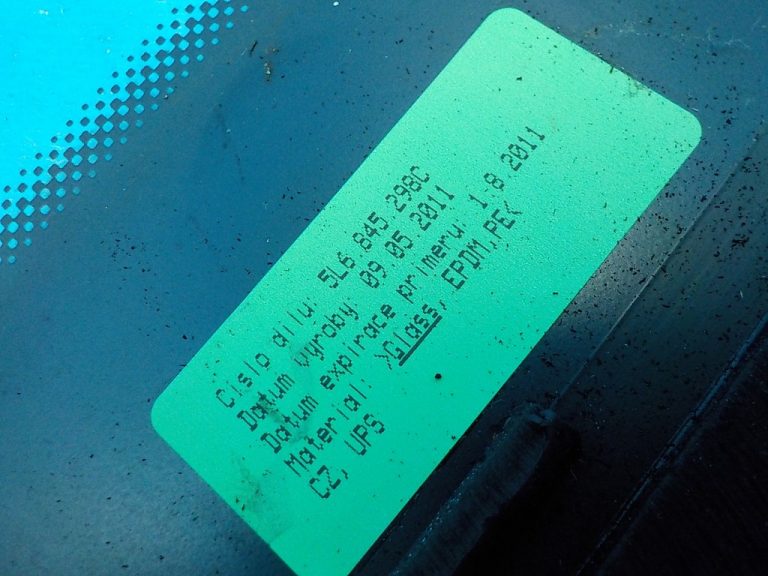 Cislo dilu: 5L6 845 298C
Datum vyroby: 09.05.2011
Datum expirace primeru: 1.8.2011
Material: >Glass, EPDM,PE<
CZ, UPS